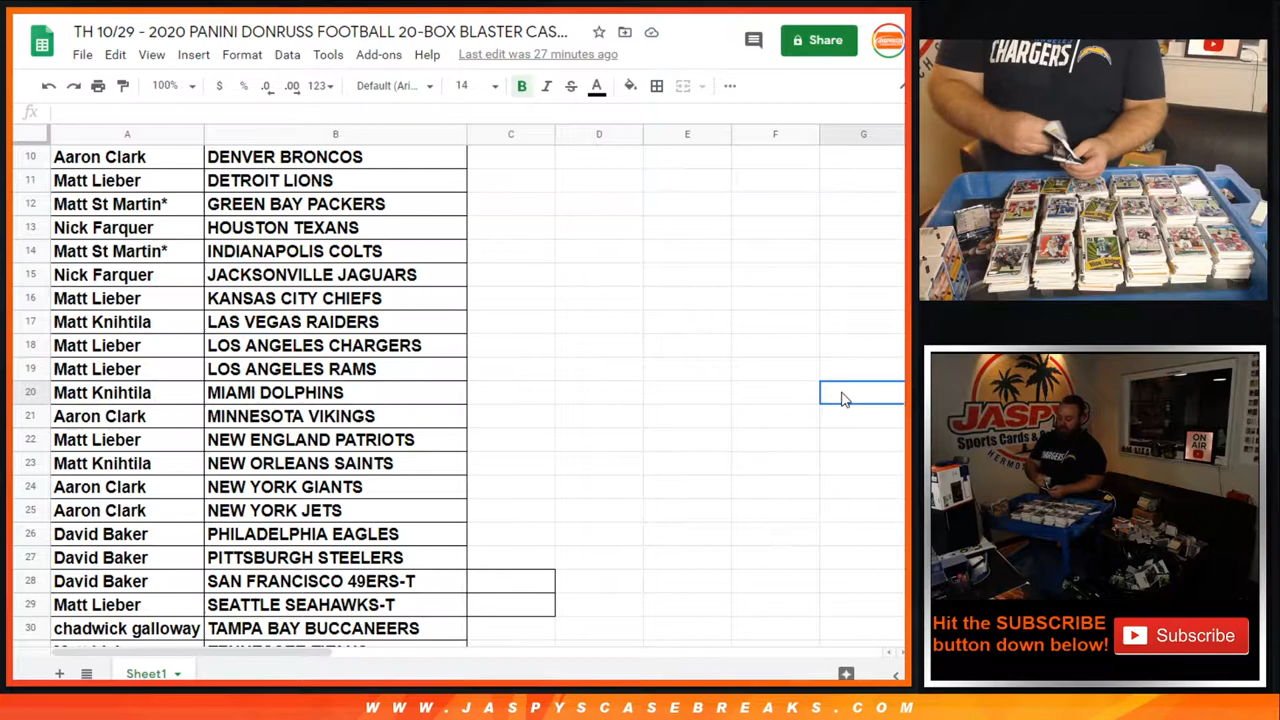 TH 10/29 - 2020 PANINI DONRUSS FOOTBALL 20-BOX BLASTER CAS...
File Edit View Insert Format Data Tools Add-ons Help Last edit was 27 minutes ago
Share
100% $ % .0 .00 123 Default (Ari... 14 B I S A
fx
A B C D E F G
10 Aaron Clark DENVER BRONCOS
11 Matt Lieber DETROIT LIONS
12 Matt St Martin* GREEN BAY PACKERS
13 Nick Farquer HOUSTON TEXANS
14 Matt St Martin* INDIANAPOLIS COLTS
15 Nick Farquer JACKSONVILLE JAGUARS
16 Matt Lieber KANSAS CITY CHIEFS
17 Matt Knihtila LAS VEGAS RAIDERS
18 Matt Lieber LOS ANGELES CHARGERS
19 Matt Lieber LOS ANGELES RAMS
20 Matt Knihtila MIAMI DOLPHINS
21 Aaron Clark MINNESOTA VIKINGS
22 Matt Lieber NEW ENGLAND PATRIOTS
23 Matt Knihtila NEW ORLEANS SAINTS
24 Aaron Clark NEW YORK GIANTS
25 Aaron Clark NEW YORK JETS
26 David Baker PHILADELPHIA EAGLES
27 David Baker PITTSBURGH STEELERS
28 David Baker SAN FRANCISCO 49ERS-T
29 Matt Lieber SEATTLE SEAHAWKS-T
30 chadwick galloway TAMPA BAY BUCCANEERS
Sheet1
CHARGERS
JASPY
Sports Cards &
HERMOS
CHARGERS
ON AIR
Hit the SUBSCRIBE
button down below!
Subscribe
WWW.JASPYSCASEBREAKS.COM